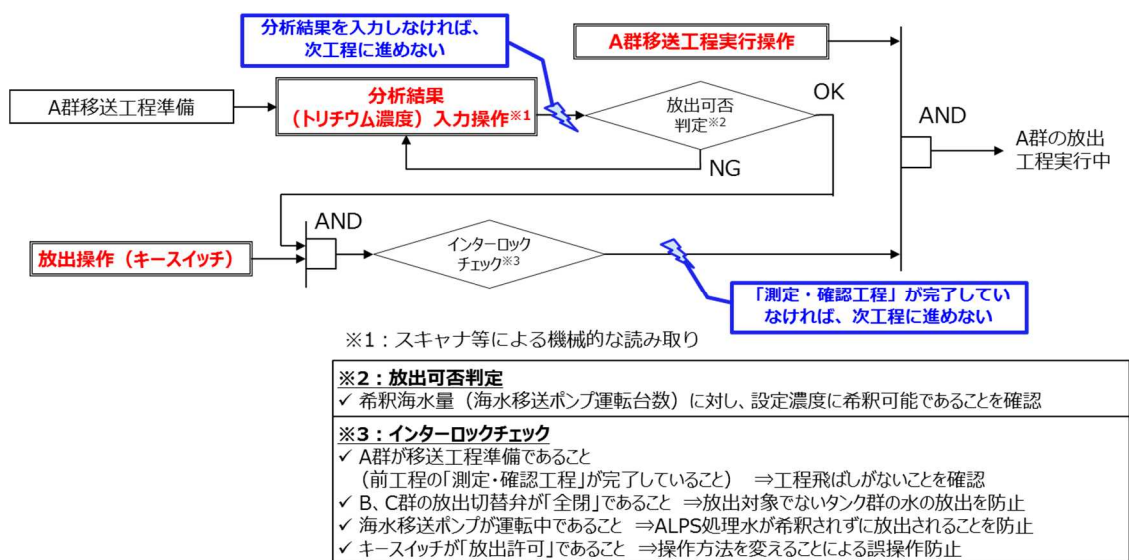 分析結果を入力しなければ、
次工程に進めない
A群移送工程実行操作
A群移送工程準備
分析結果
（トリチウム濃度）入力操作※1
放出可否
判定※2
OK
NG
AND
A群の放出
工程実行中
放出操作（キースイッチ）
AND
インターロック
チェック※3
「測定・確認工程」が完了してい
なければ、次工程に進めない
※1：スキャナ等による機械的な読み取り
※2：放出可否判定
✓ 希釈海水量（海水移送ポンプ運転台数）に対し、設定濃度に希釈可能であることを確認
※3：インターロックチェック
✓ A群が移送工程準備であること
（前工程の「測定・確認工程」が完了していること） ⇒工程飛ばしがないことを確認
✓ B、C群の放出切替弁が「全閉」であること ⇒放出対象でないタンク群の水の放出を防止
✓ 海水移送ポンプが運転中であること ⇒ALPS処理水が希釈されずに放出されることを防止
✓ キースイッチが「放出許可」であること ⇒操作方法を変えることによる誤操作防止